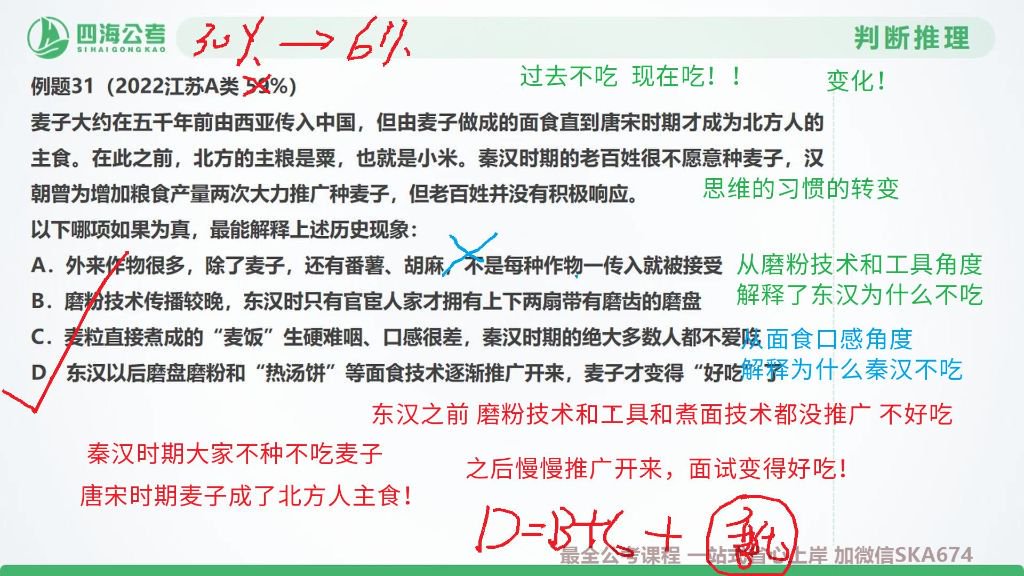 四海公考
SIHAIGONGKAO
判断推理
30% → 6%
例题31（2022江苏A类 59%）
过去不吃 现在吃！！
变化！
麦子大约在五千年前由西亚传入中国，但由麦子做成的面食直到唐宋时期才成为北方人的
主食。在此之前，北方的主粮是粟，也就是小米。秦汉时期的老百姓很不愿意种麦子，汉
朝曾为增加粮食产量两次大力推广种麦子，但老百姓并没有积极响应。
思维的习惯的转变
以下哪项如果为真，最能解释上述历史现象：
A．外来作物很多，除了麦子，还有番薯、胡麻，不是每种作物一传入就被接受
从磨粉技术和工具角度
解释了东汉为什么不吃
B．磨粉技术传播较晚，东汉时只有官宦人家才拥有上下两扇带有磨齿的磨盘
C．麦粒直接煮成的“麦饭”生硬难咽、口感很差，秦汉时期的绝大多数人都不爱吃
从面食口感角度
解释为什么秦汉不吃
D．东汉以后磨盘磨粉和“热汤饼”等面食技术逐渐推广开来，麦子才变得“好吃”了
东汉之前 磨粉技术和工具和煮面技术都没推广 不好吃
秦汉时期大家不种不吃麦子
之后慢慢推广开来，面试变得好吃！
唐宋时期麦子成了北方人主食！
D=B+C+
最全公考课程 一站式省心上岸 加微信SKA674